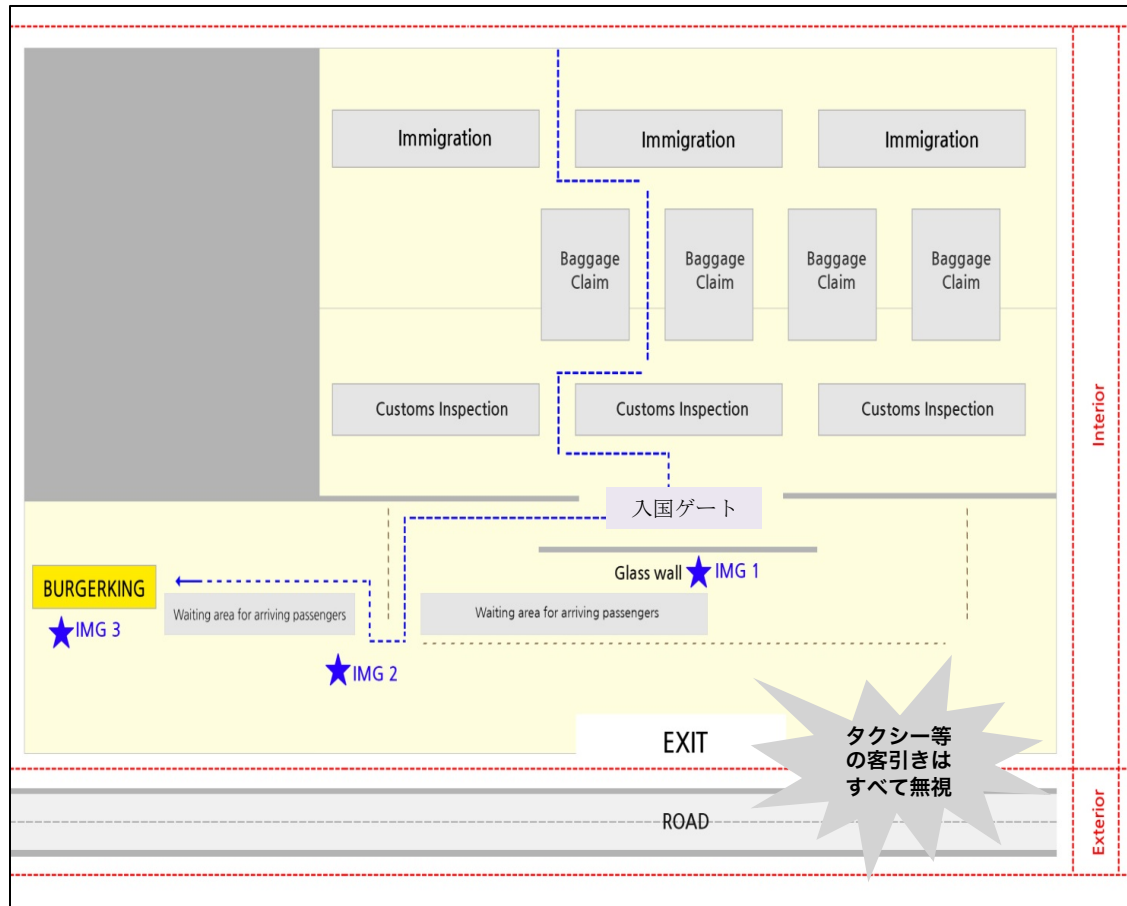 Immigration
Immigration
Immigration
Baggage
Claim
Baggage
Claim
Baggage
Claim
Baggage
Claim
Customs Inspection
Customs Inspection
Customs Inspection
Interior
入国ゲート
Glass wall
IMG 1
BURGERKING
Waiting area for arriving passengers
Waiting area for arriving passengers
IMG 3
IMG 2
EXIT
タクシー等
の客引きは
すべて無視
ROAD
Exterior